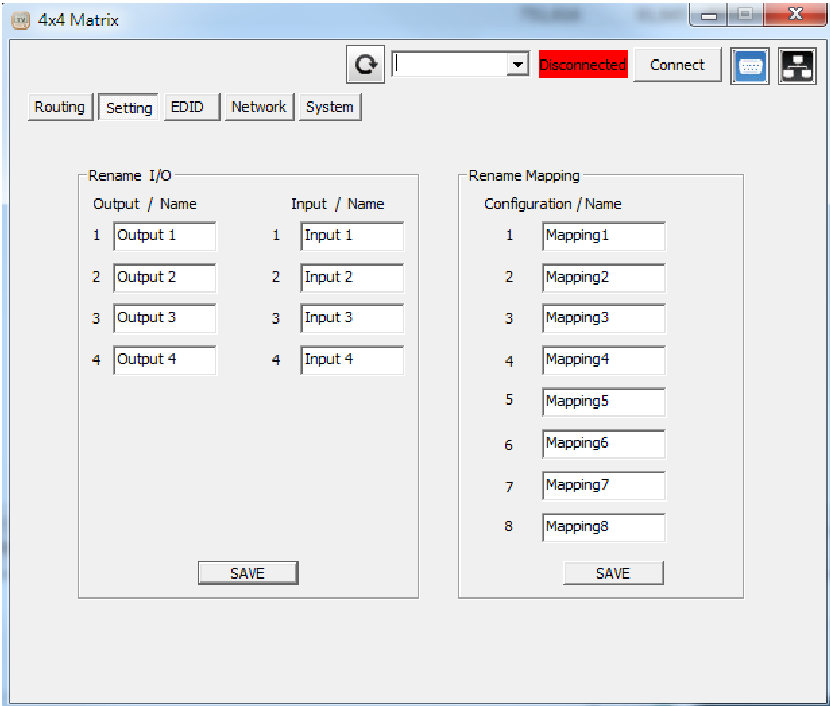 4x4 Matrix
Disconnected Connect
Routing Setting EDID Network System
Rename I/O
Output / Name Input / Name
1 Output 1 1 Input 1
2 Output 2 2 Input 2
3 Output 3 3 Input 3
4 Output 4 4 Input 4
SAVE
Rename Mapping
Configuration / Name
1 Mapping1
2 Mapping2
3 Mapping3
4 Mapping4
5 Mapping5
6 Mapping6
7 Mapping7
8 Mapping8
SAVE